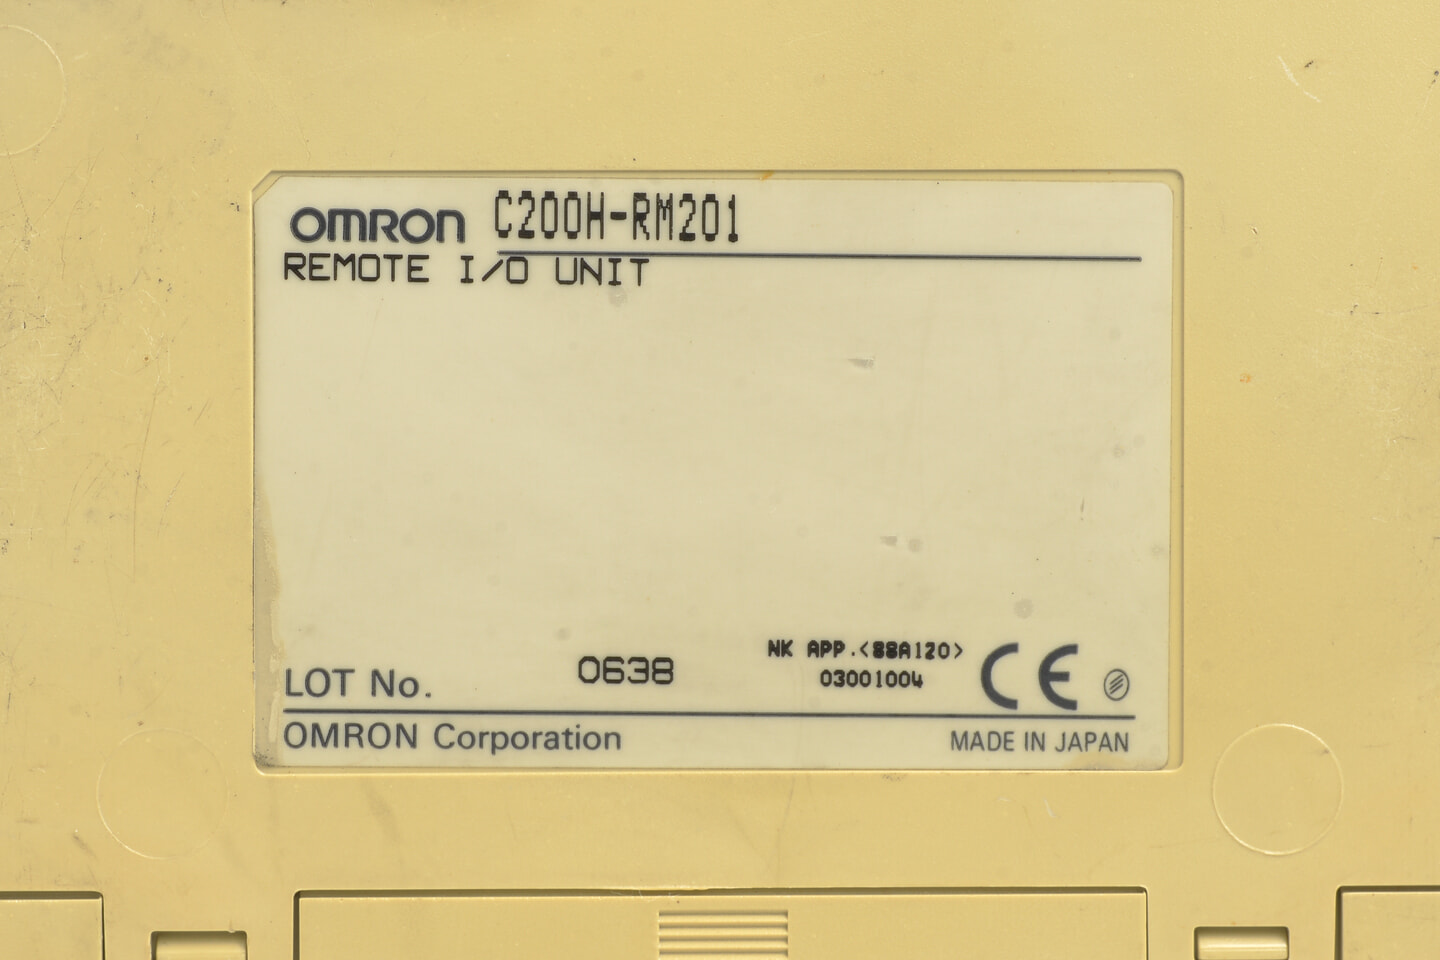 OMRON C200H-RM201
REMOTE I/O UNIT
NK APP.<88A120>
LOT No. 0638 03001004 CE
OMRON Corporation MADE IN JAPAN